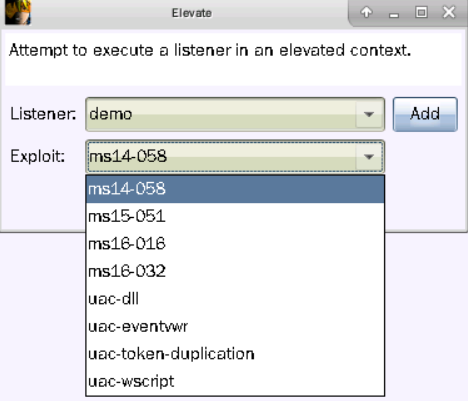 Elevate
Attempt to execute a listener in an elevated context.
Listener: demo Add
Exploit: ms14-058
ms14-058
ms15-051
ms16-016
ms16-032
uac-dll
uac-eventvwr
uac-token-duplication
uac-wscript